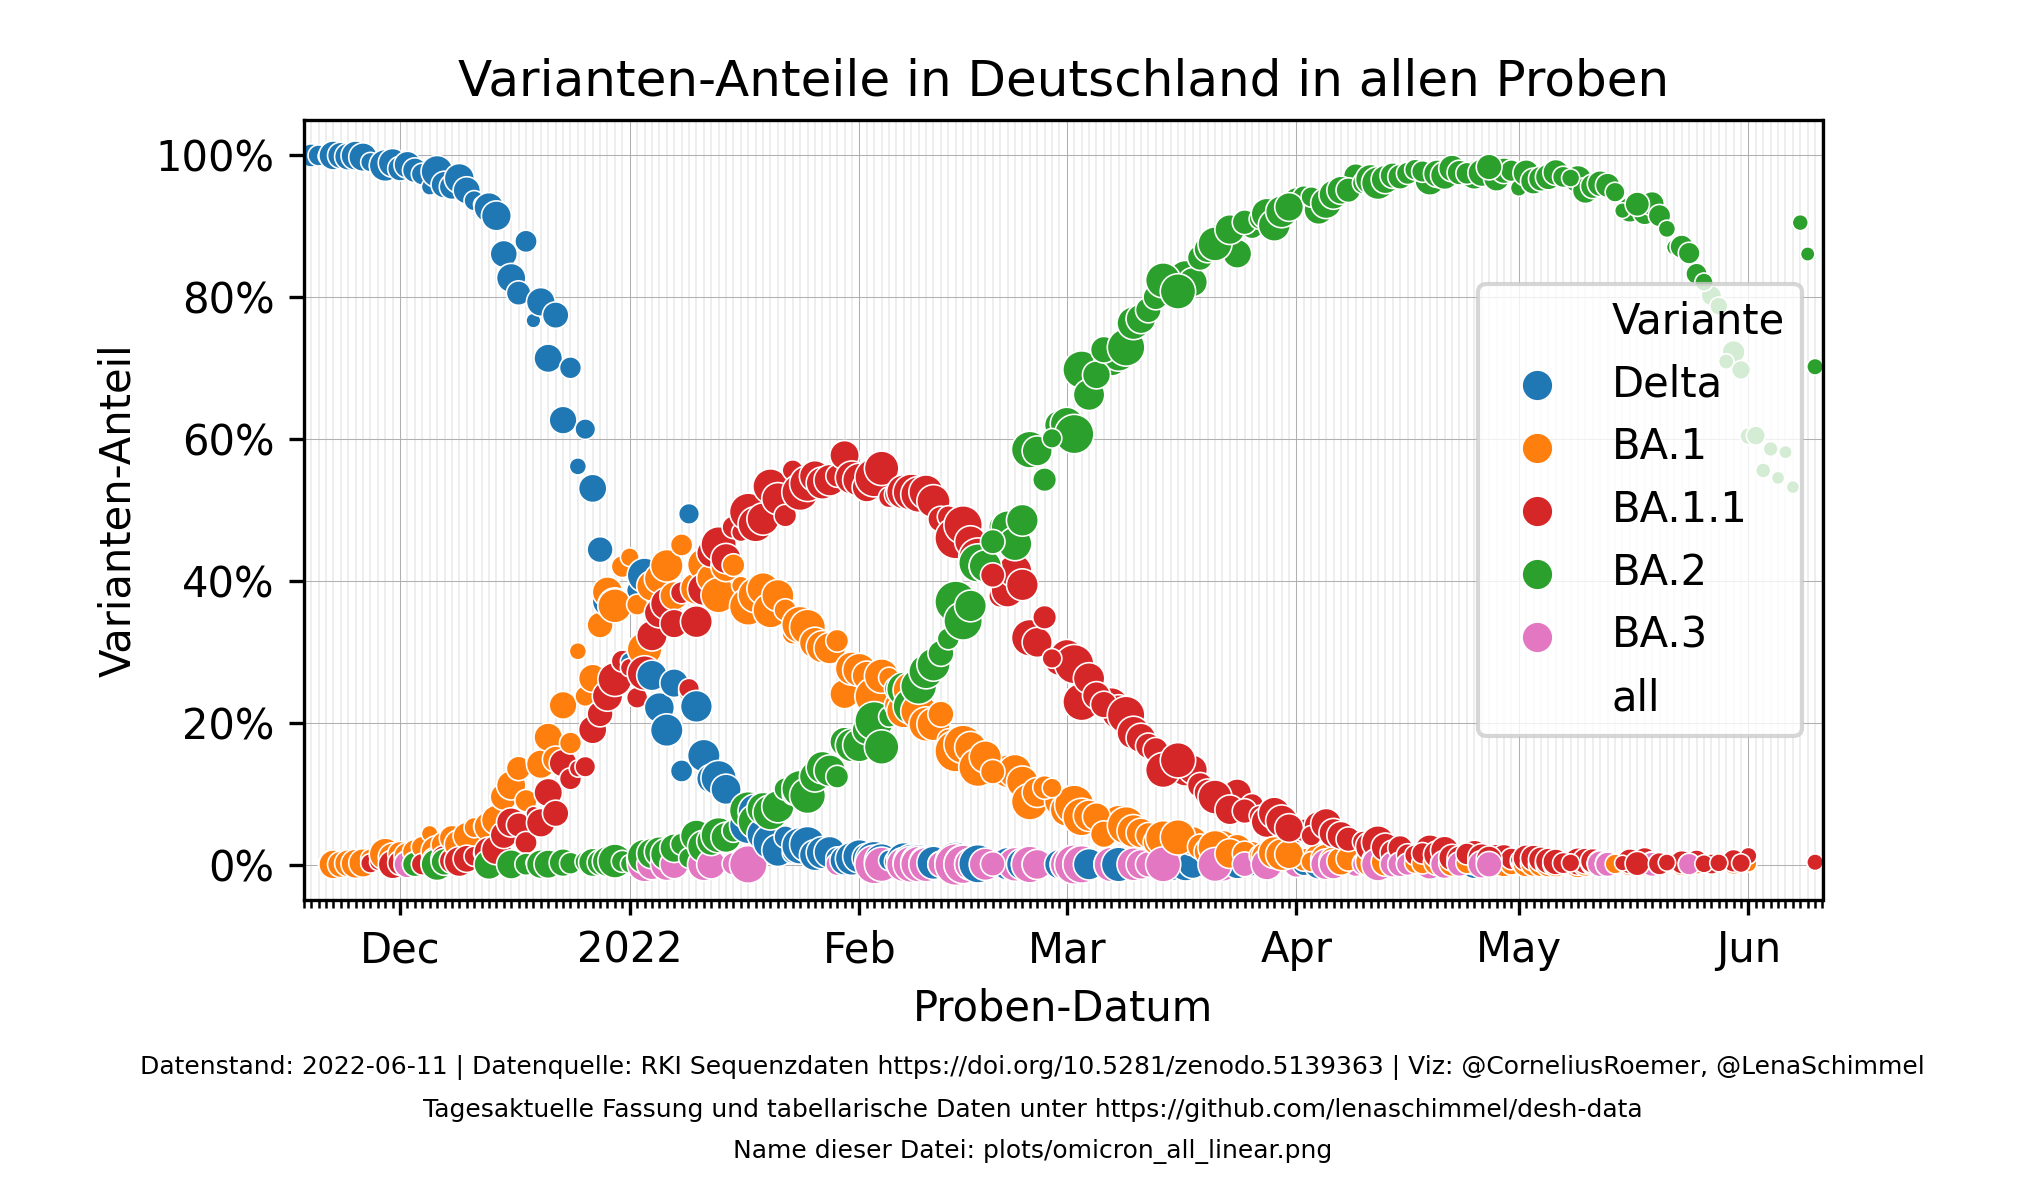 Varianten-Anteile in Deutschland in allen Proben
Varianten-Anteil
100%
80%
60%
40%
20%
0%
Variante
Delta
BA.1
BA.1.1
BA.2
BA.3
all
Dec 2022 Feb Mar Apr May Jun
Proben-Datum
Datenstand: 2022-06-11 | Datenquelle: RKI Sequenzdaten https://doi.org/10.5281/zenodo.5139363 | Viz: @CorneliusRoemer, @LenaSchimmel
Tagesaktuelle Fassung und tabellarische Daten unter https://github.com/lenaschimmel/desh-data
Name dieser Datei: plots/omicron_all_linear.png